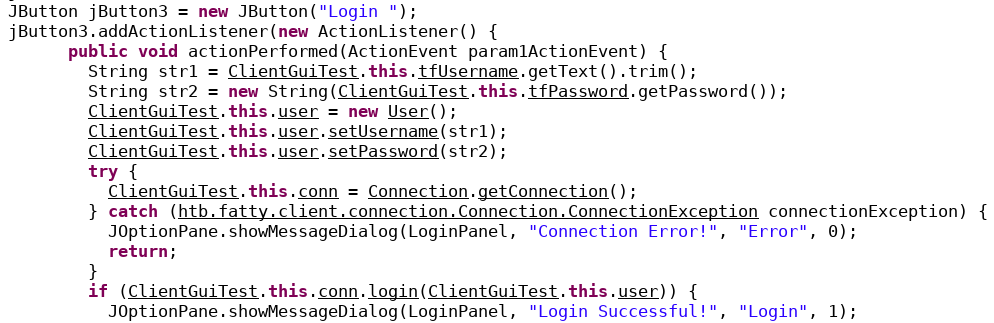 JButton jButton3 = new JButton("Login ");
jButton3.addActionListener(new ActionListener() {
public void actionPerformed(ActionEvent param1ActionEvent) {
String str1 = ClientGuiTest.this.tfUsername.getText().trim();
String str2 = new String(ClientGuiTest.this.tfPassword.getPassword());
ClientGuiTest.this.user = new User();
ClientGuiTest.this.user.setUsername(str1);
ClientGuiTest.this.user.setPassword(str2);
try {
ClientGuiTest.this.conn = Connection.getConnection();
} catch (htb.fatty.client.connection.Connection.ConnectionException connectionException) {
JOptionPane.showMessageDialog(LoginPanel, "Connection Error!", "Error", 0);
return;
}
if (ClientGuiTest.this.conn.login(ClientGuiTest.this.user)) {
JOptionPane.showMessageDialog(LoginPanel, "Login Successful!", "Login", 1);